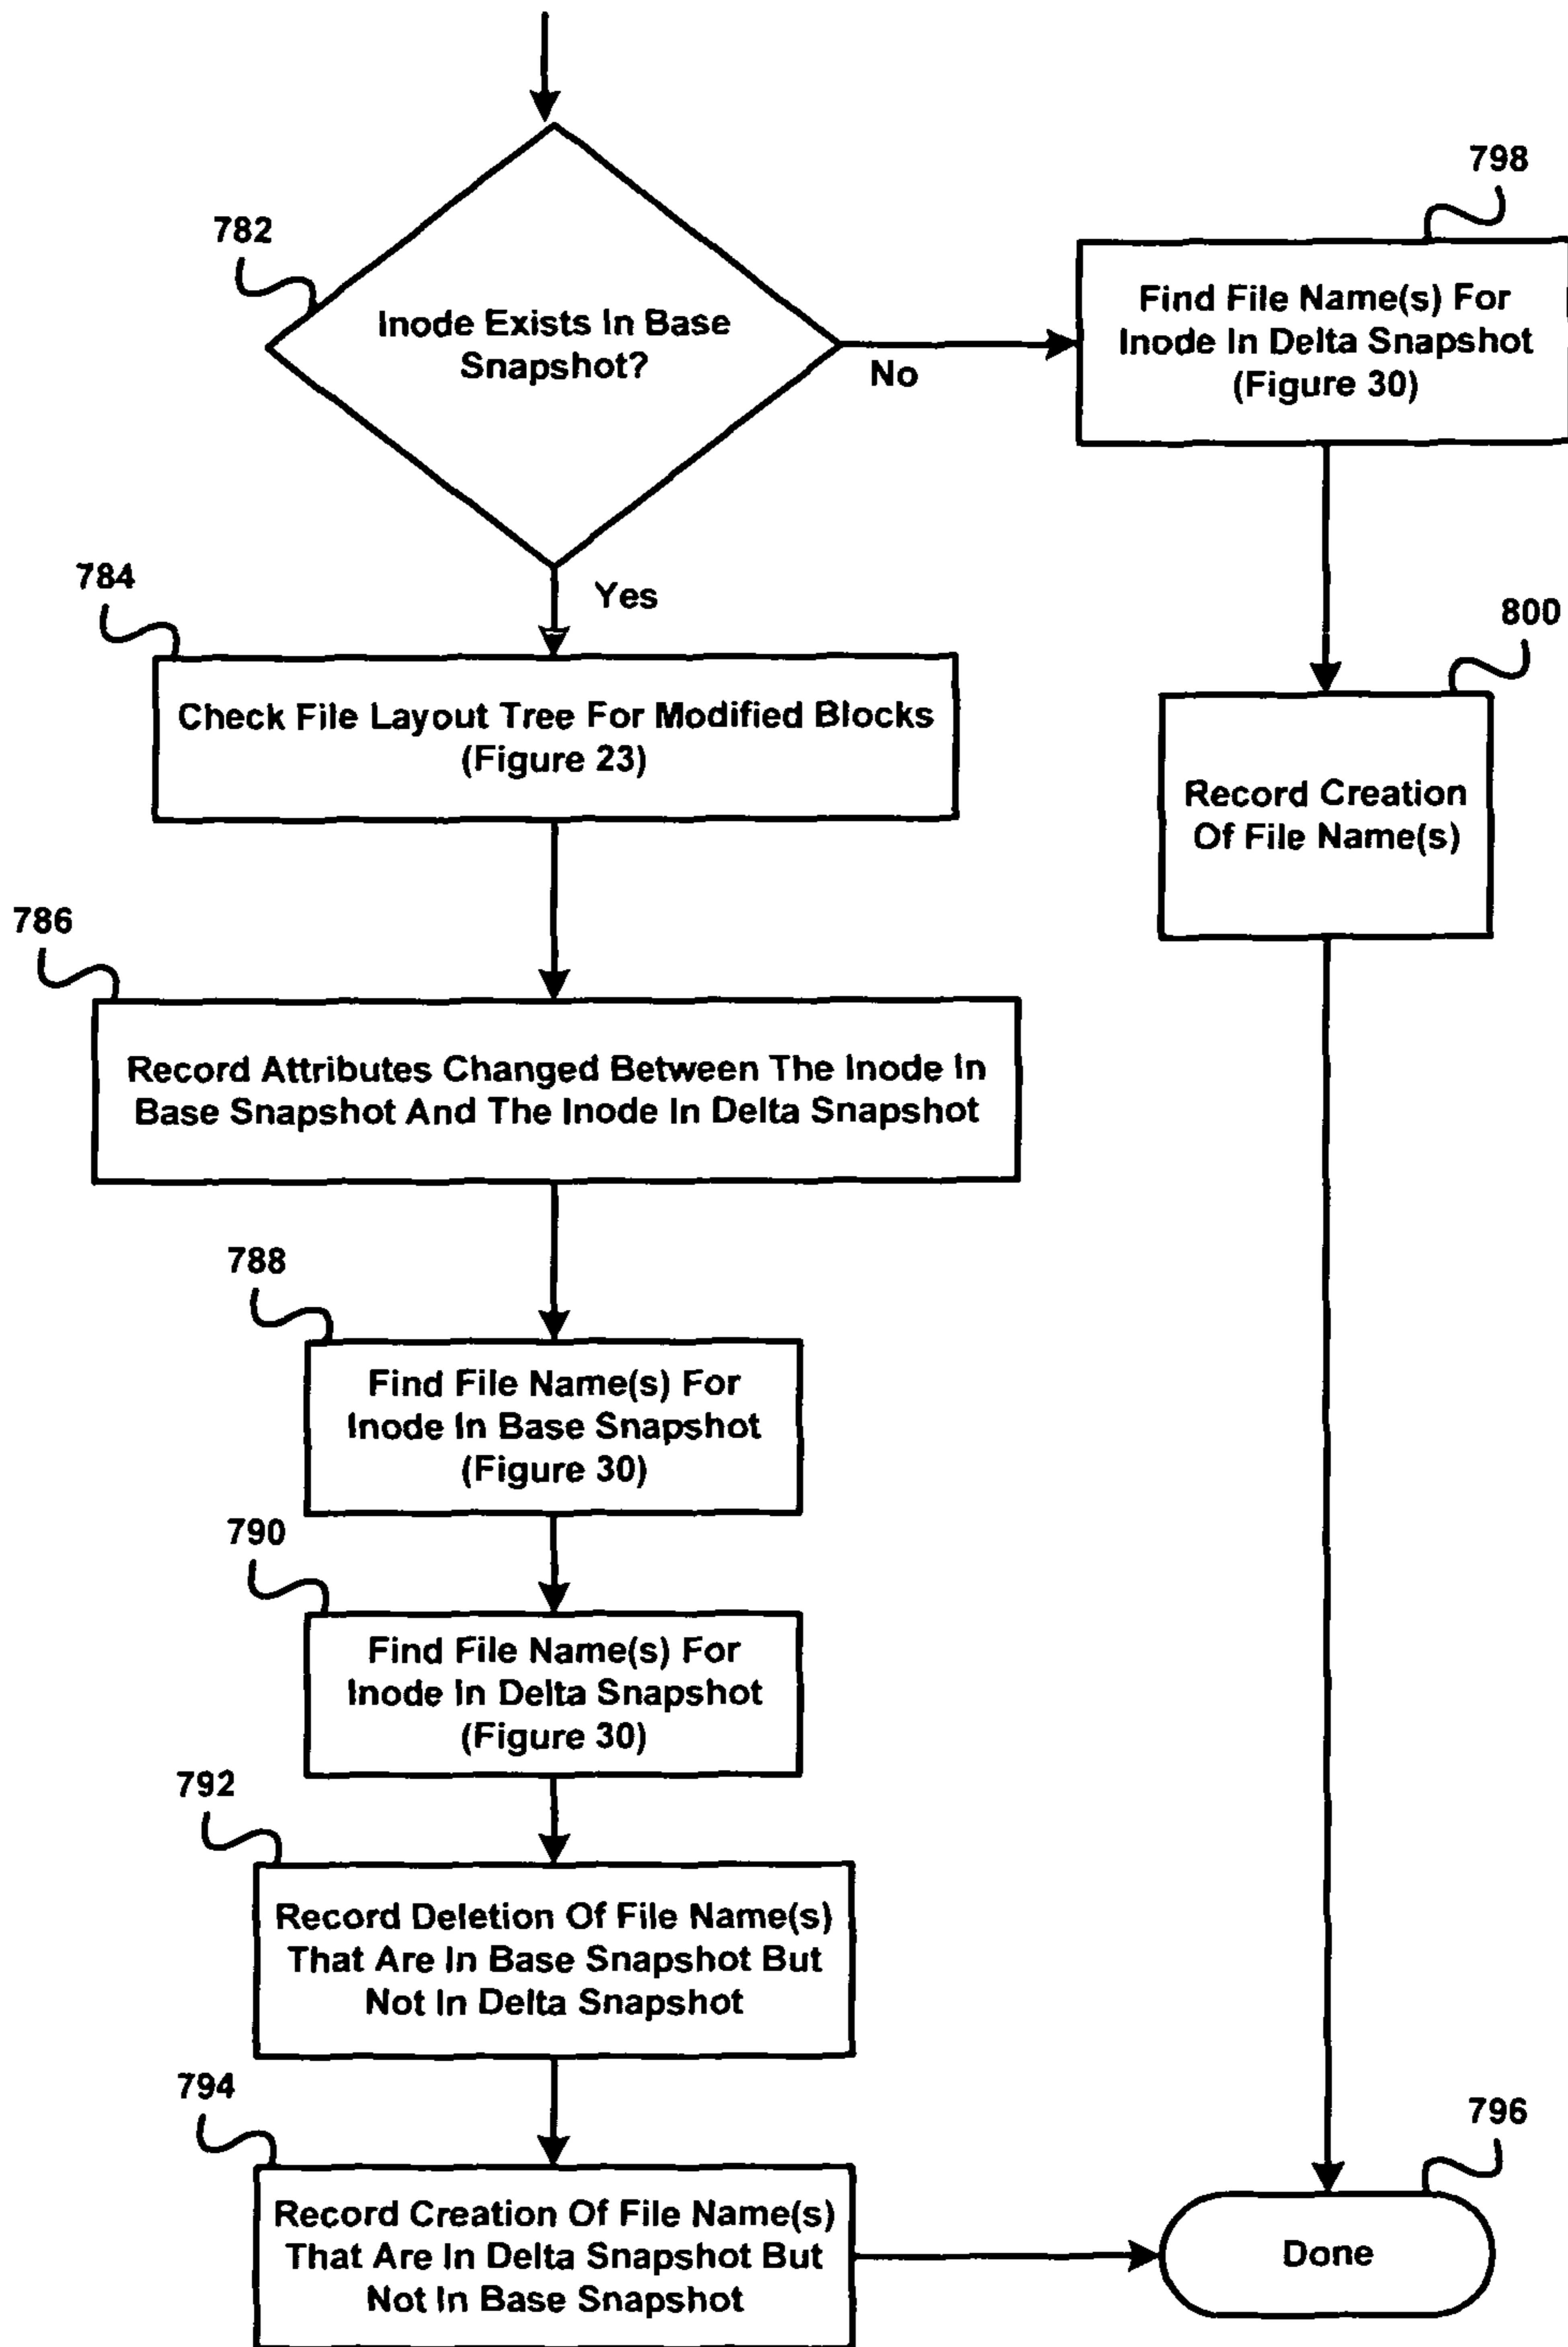 782
Inode Exists In Base
Snapshot?
No
Yes
798
Find File Name(s) For
Inode In Delta Snapshot
(Figure 30)
800
Record Creation
Of File Name(s)
784
Check File Layout Tree For Modified Blocks
(Figure 23)
786
Record Attributes Changed Between The Inode In
Base Snapshot And The Inode In Delta Snapshot
788
Find File Name(s) For
Inode In Base Snapshot
(Figure 30)
790
Find File Name(s) For
Inode In Delta Snapshot
(Figure 30)
792
Record Deletion Of File Name(s)
That Are In Base Snapshot But
Not In Delta Snapshot
794
Record Creation Of File Name(s)
That Are In Delta Snapshot But
Not In Base Snapshot
796
Done